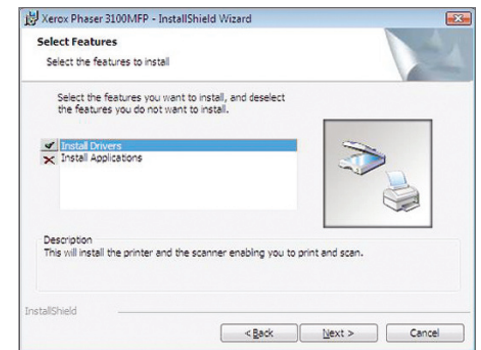 Xerox Phaser 3100MFP - InstallShield Wizard
Select Features
Select the features to install
Select the features you want to install, and deselect
the features you do not want to install.
Install Drivers
Install Applications
Description
This will install the printer and the scanner enabling you to print and scan.
InstallShield
< Back
Next >
Cancel